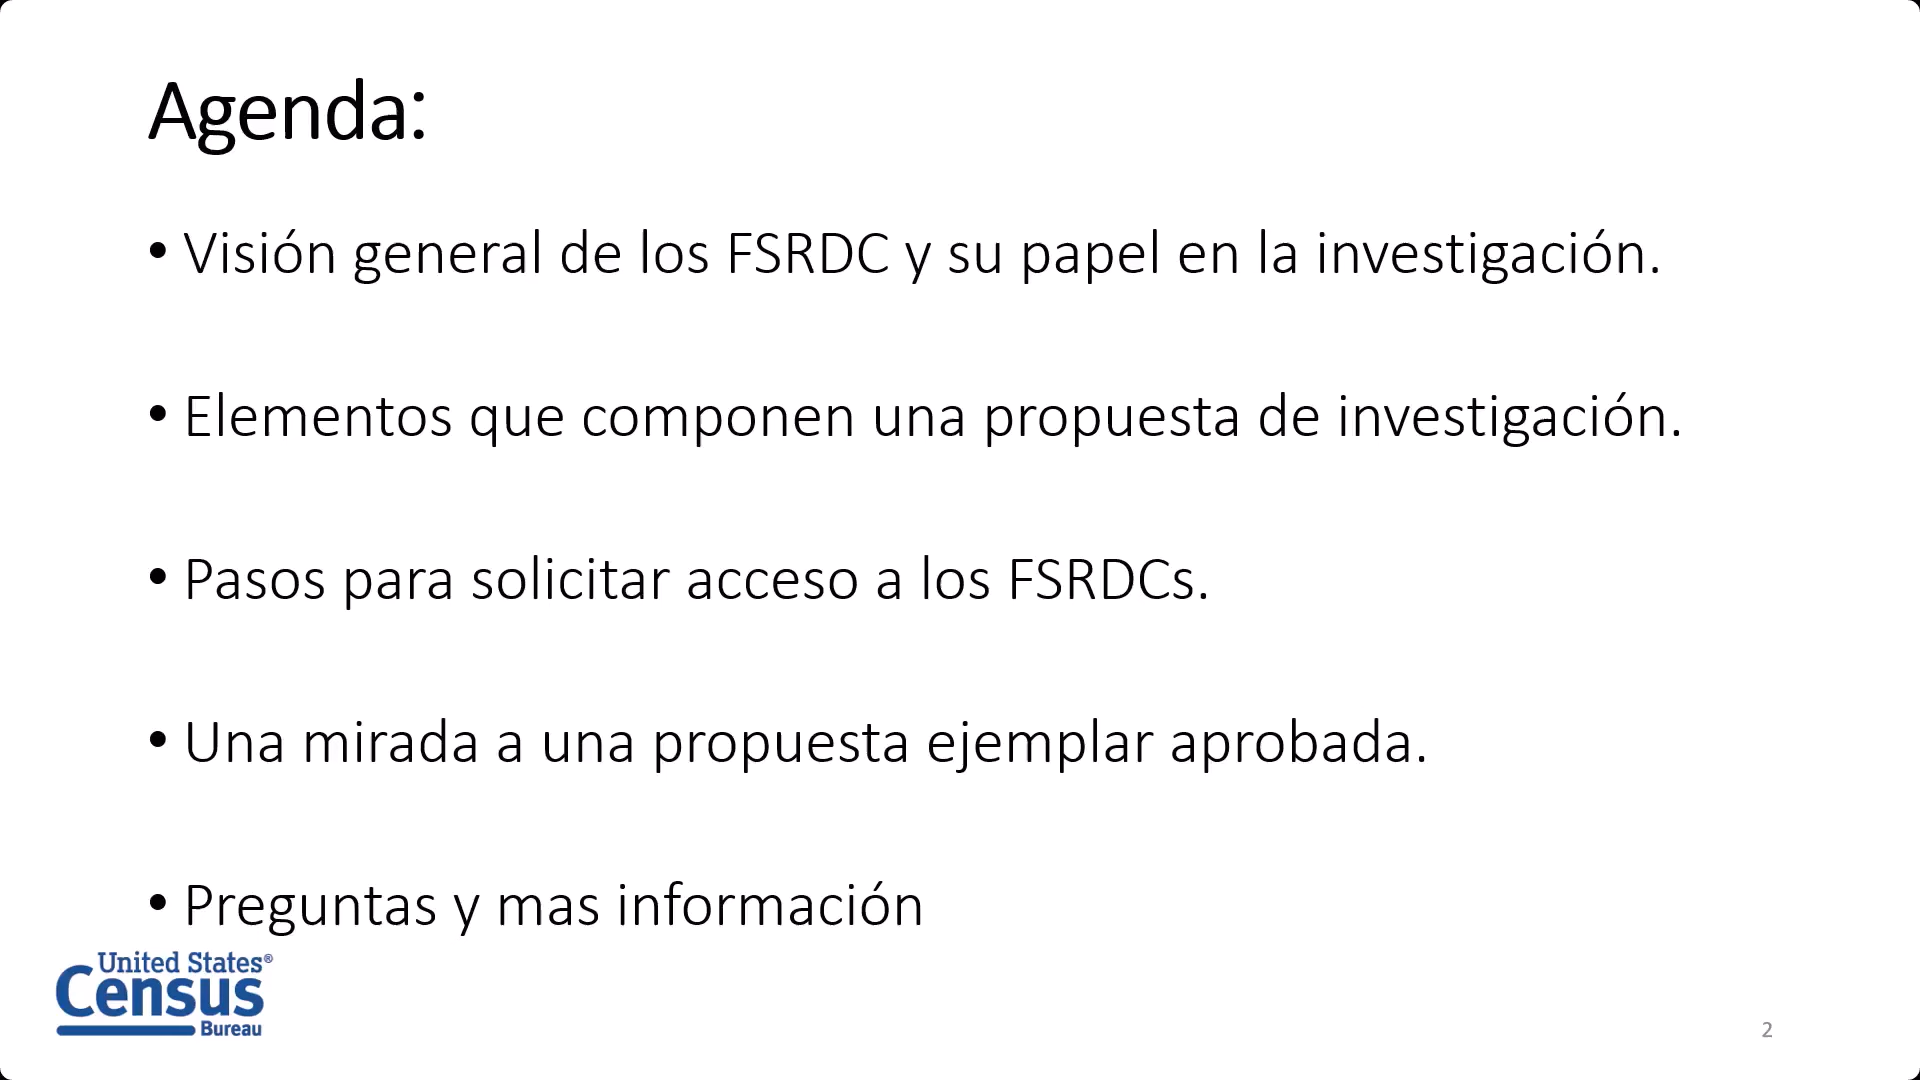 Agenda:
• Visión general de los FSRDC y su papel en la investigación.
• Elementos que componen una propuesta de investigación.
• Pasos para solicitar acceso a los FSRDCs.
• Una mirada a una propuesta ejemplar aprobada.
• Preguntas y mas información
United States®
Census
Bureau
2